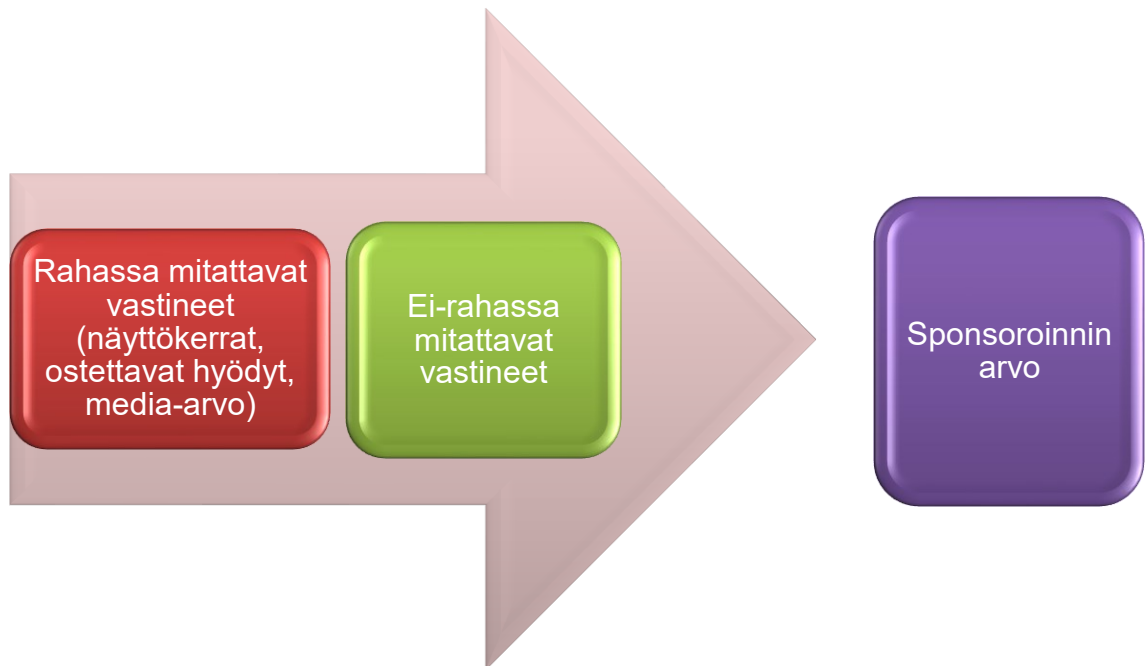 Rahassa mitattavat
vastineet
(näyttökerrat,
ostettavat hyödyt,
media-arvo)
Ei-rahassa
mitattavat
vastineet
Sponsoroinnin
arvo